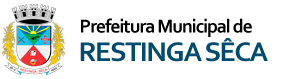 Prefeitura Municipal de
RESTINGA SÊCA